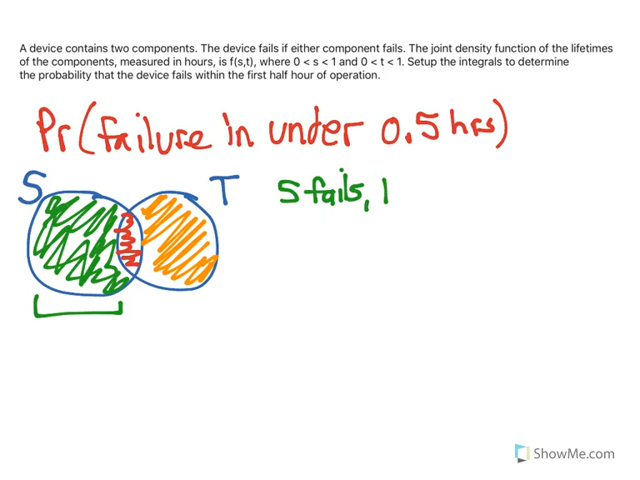 A device contains two components. The device fails if either component fails. The joint density function of the lifetimes
of the components, measured in hours, is f(s,t), where 0 < s < 1 and 0 < t < 1. Setup the integrals to determine
the probability that the device fails within the first half hour of operation.
Pr(failure in under 0.5 hrs)
S T S fails, 
ShowMe.com